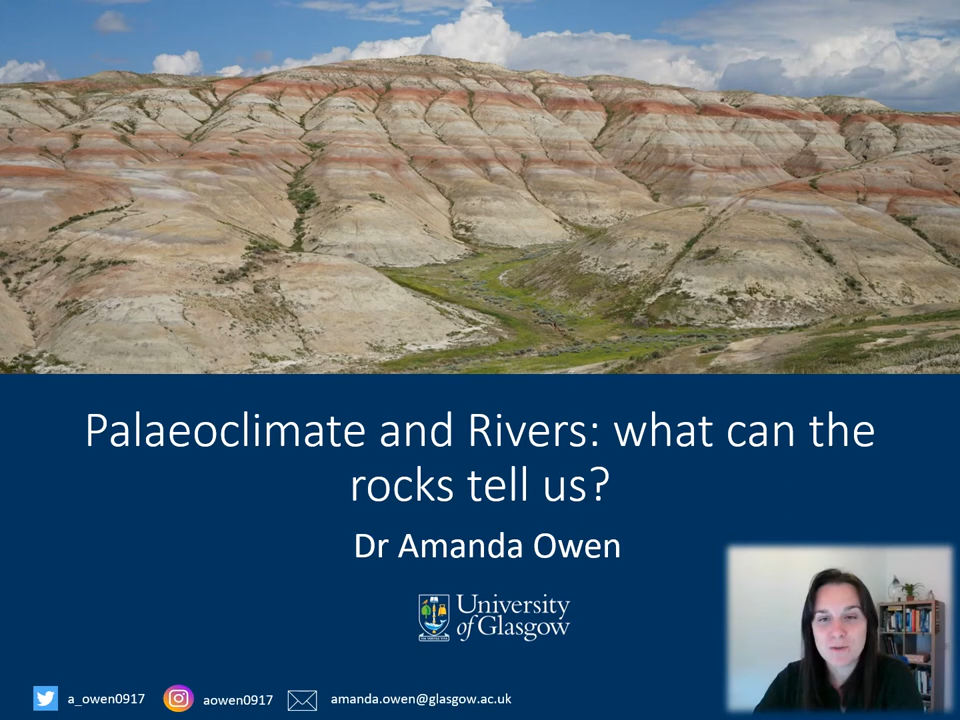 Palaeoclimate and Rivers: what can the
rocks tell us?
Dr Amanda Owen
University
of Glasgow
a_owen0917
aowen0917
amanda.owen@glasgow.ac.uk